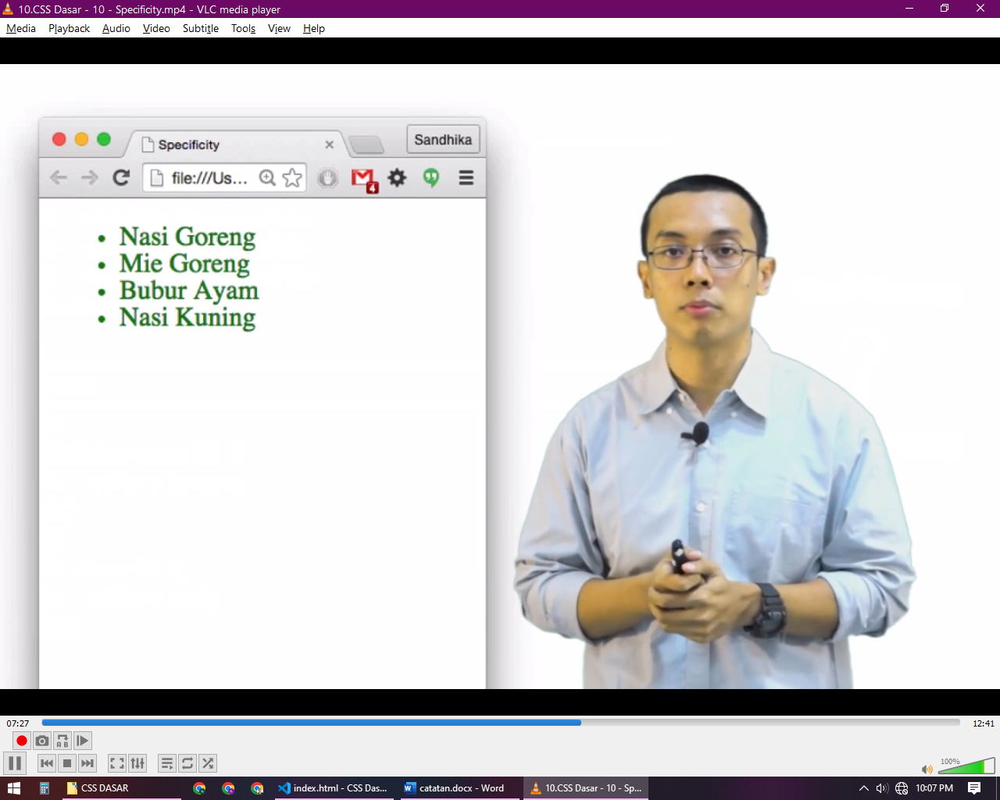 10.CSS Dasar - 10 - Specificity.mp4 - VLC media player
Media Playback Audio Video Subtitle Tools View Help
Specificity
Sandhika
file:///Us...
4
Nasi Goreng
Mie Goreng
Bubur Ayam
Nasi Kuning
07:27
12:41
A B
100%
CSS DASAR
index.html - CSS Das...
catatan.docx - Word
10.CSS Dasar - 10 - Sp...
10:07 PM